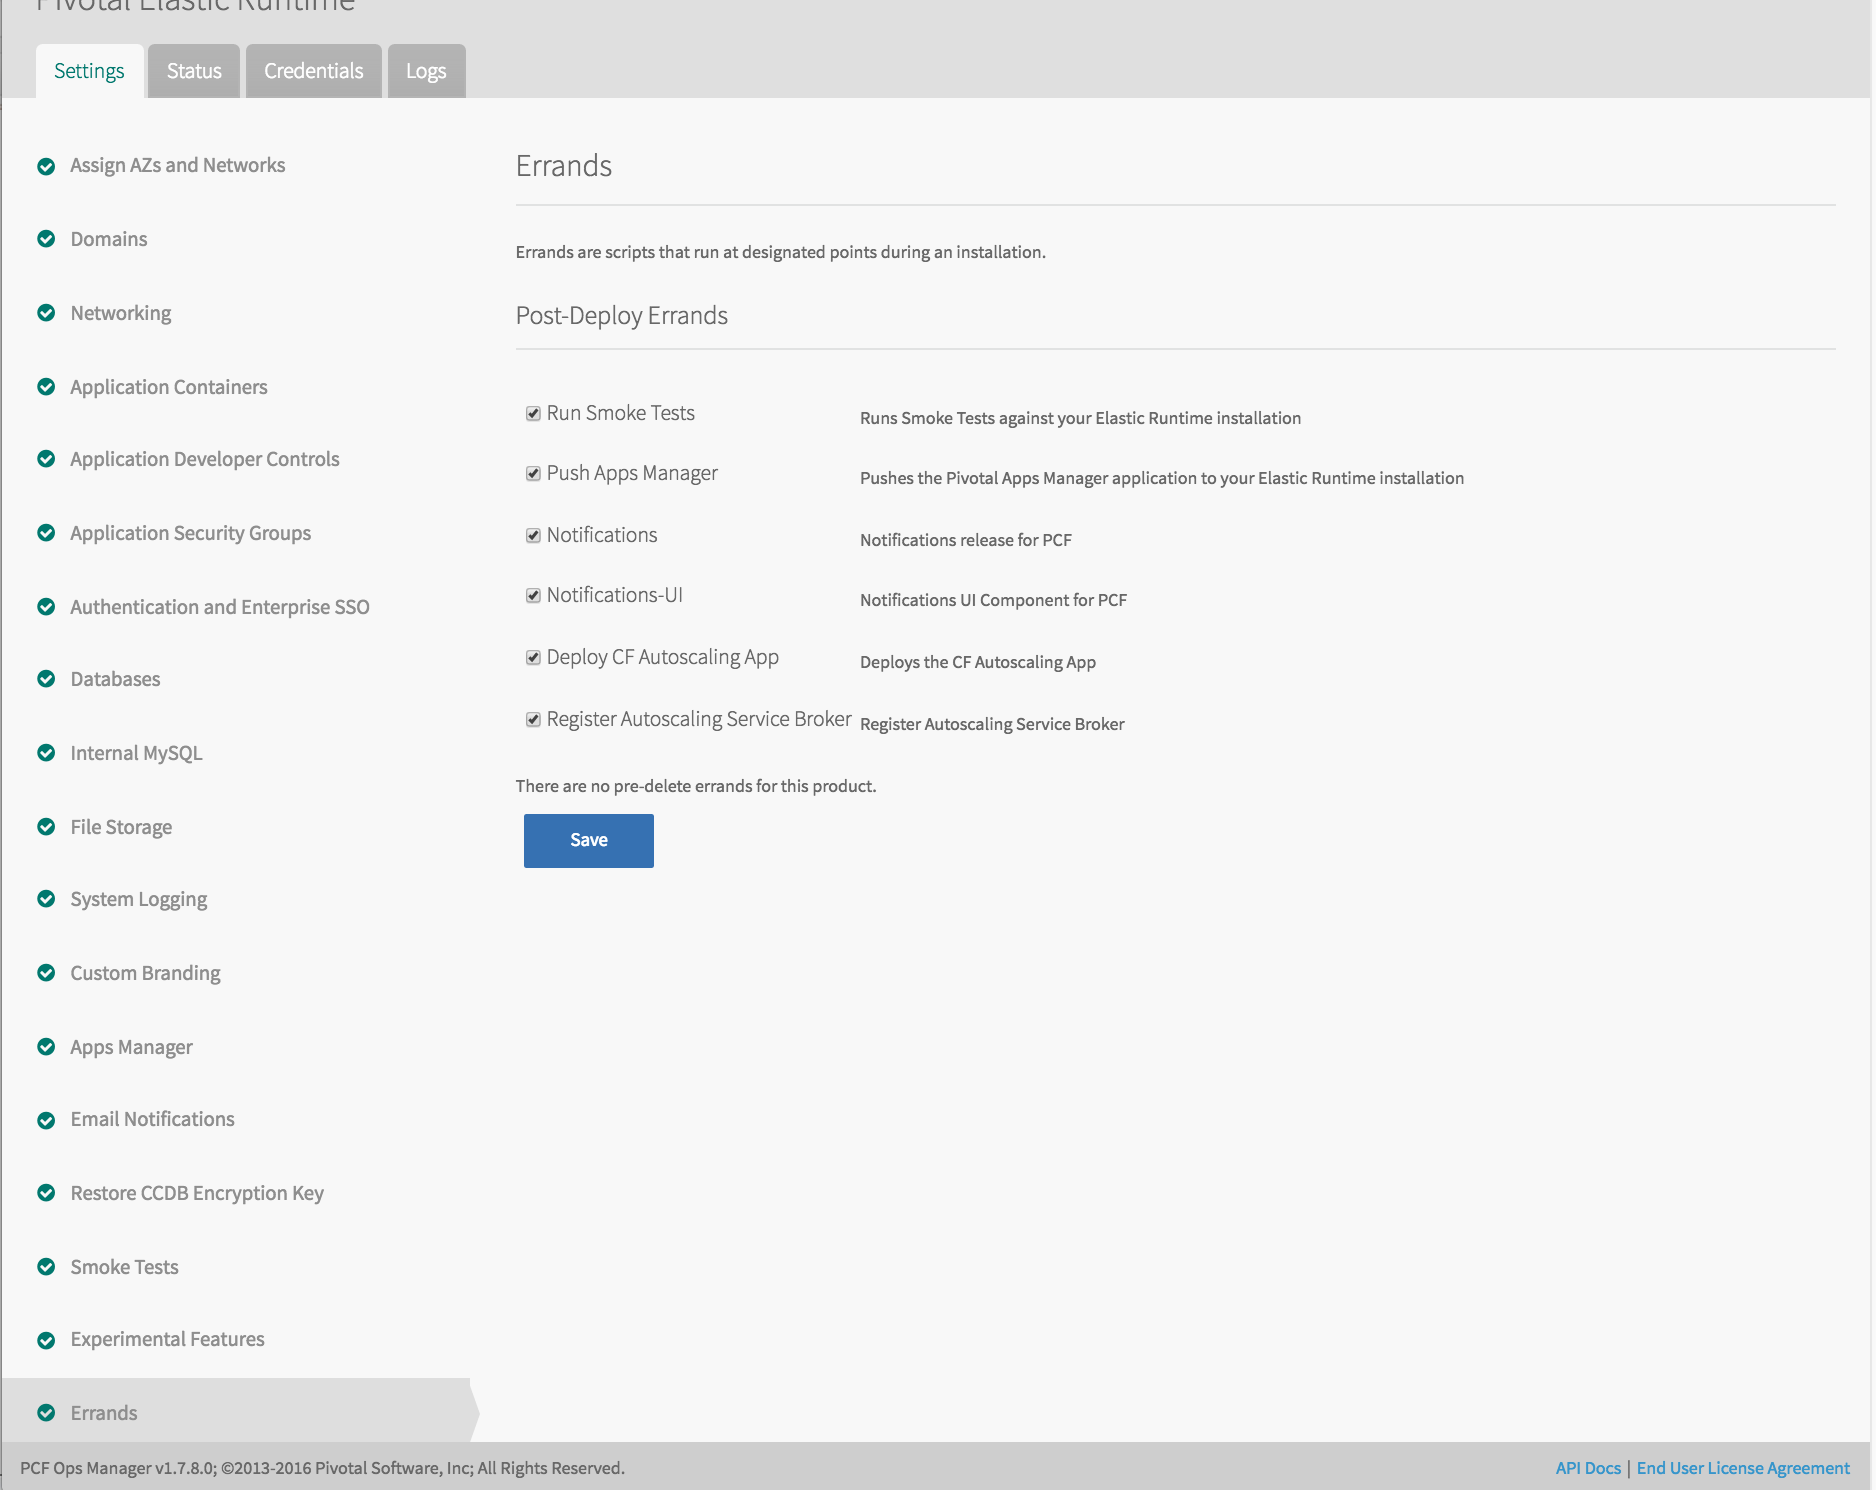 Pivotal Elastic Runtime
Settings
Status
Credentials
Logs
Assign AZs and Networks
Domains
Networking
Application Containers
Application Developer Controls
Application Security Groups
Authentication and Enterprise SSO
Databases
Internal MySQL
File Storage
System Logging
Custom Branding
Apps Manager
Email Notifications
Restore CCDB Encryption Key
Smoke Tests
Experimental Features
Errands
Errands
Errands are scripts that run at designated points during an installation.
Post-Deploy Errands
Run Smoke Tests Runs Smoke Tests against your Elastic Runtime installation
Push Apps Manager Pushes the Pivotal Apps Manager application to your Elastic Runtime installation
Notifications Notifications release for PCF
Notifications-UI Notifications UI Component for PCF
Deploy CF Autoscaling App Deploys the CF Autoscaling App
Register Autoscaling Service Broker Register Autoscaling Service Broker
There are no pre-delete errands for this product.
Save
PCF Ops Manager v1.7.8.0; ©2013-2016 Pivotal Software, Inc; All Rights Reserved.
API Docs | End User License Agreement